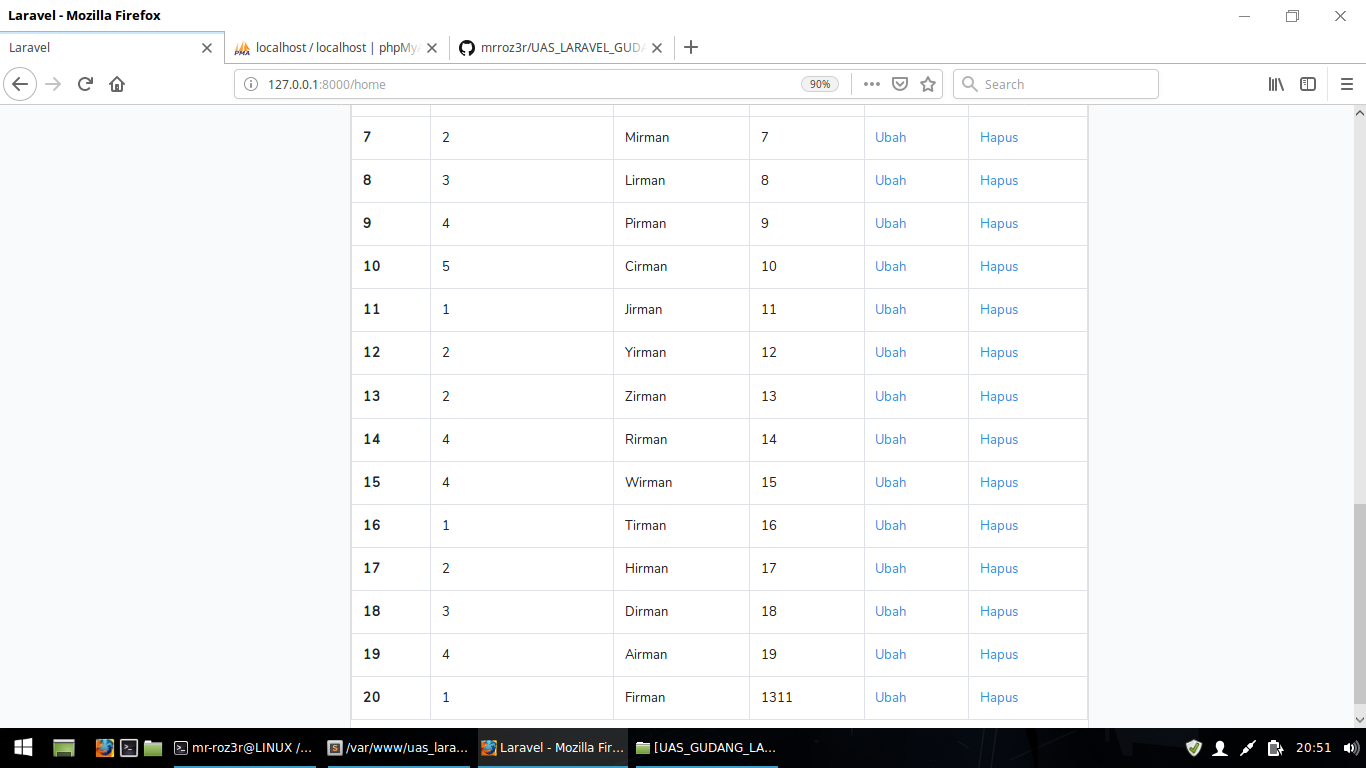 Laravel - Mozilla Firefox
Laravel
localhost / localhost | phpMyA
mrroz3r/UAS_LARAVEL_GUDA
127.0.0.1:8000/home
90%
Search
7 2 Mirman 7 Ubah Hapus
8 3 Lirman 8 Ubah Hapus
9 4 Pirman 9 Ubah Hapus
10 5 Cirman 10 Ubah Hapus
11 1 Jirman 11 Ubah Hapus
12 2 Yirman 12 Ubah Hapus
13 2 Zirman 13 Ubah Hapus
14 4 Rirman 14 Ubah Hapus
15 4 Wirman 15 Ubah Hapus
16 1 Tirman 16 Ubah Hapus
17 2 Hirman 17 Ubah Hapus
18 3 Dirman 18 Ubah Hapus
19 4 Airman 19 Ubah Hapus
20 1 Firman 1311 Ubah Hapus
mr-roz3r@LINUX /... /var/www/uas_lara... Laravel - Mozilla Fir... [UAS_GUDANG_LA... 20:51